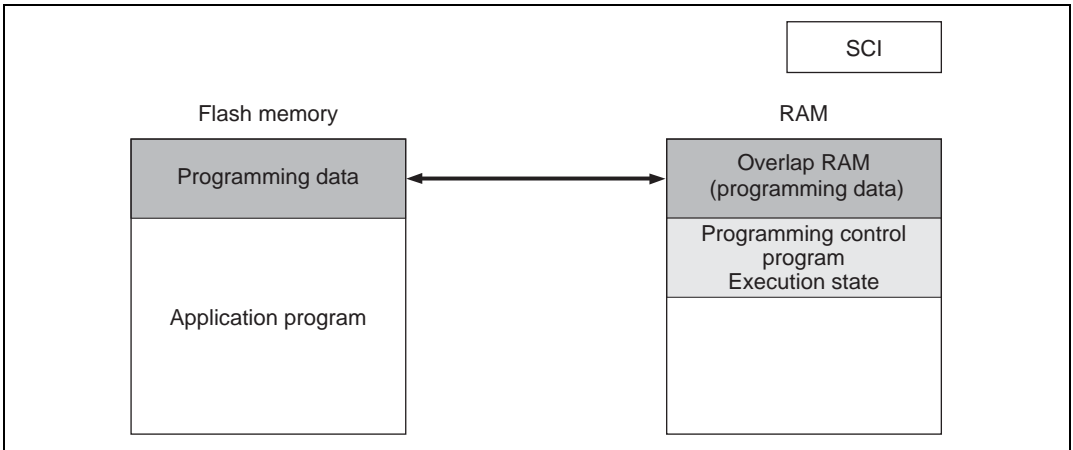 SCI
Flash memory
RAM
Programming data
Overlap RAM
(programming data)
Programming control
program
Execution state
Application program